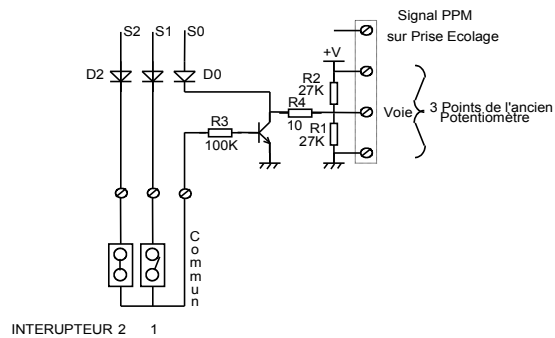 Signal PPM
sur Prise Ecolage
S2 S1 S0
+V
D2 D0
R2
27K
R4
10
R3
100K
R1
27K
Voie
3 Points de l'ancien
Potentiomètre
Commun
INTERUPTEUR 2 1